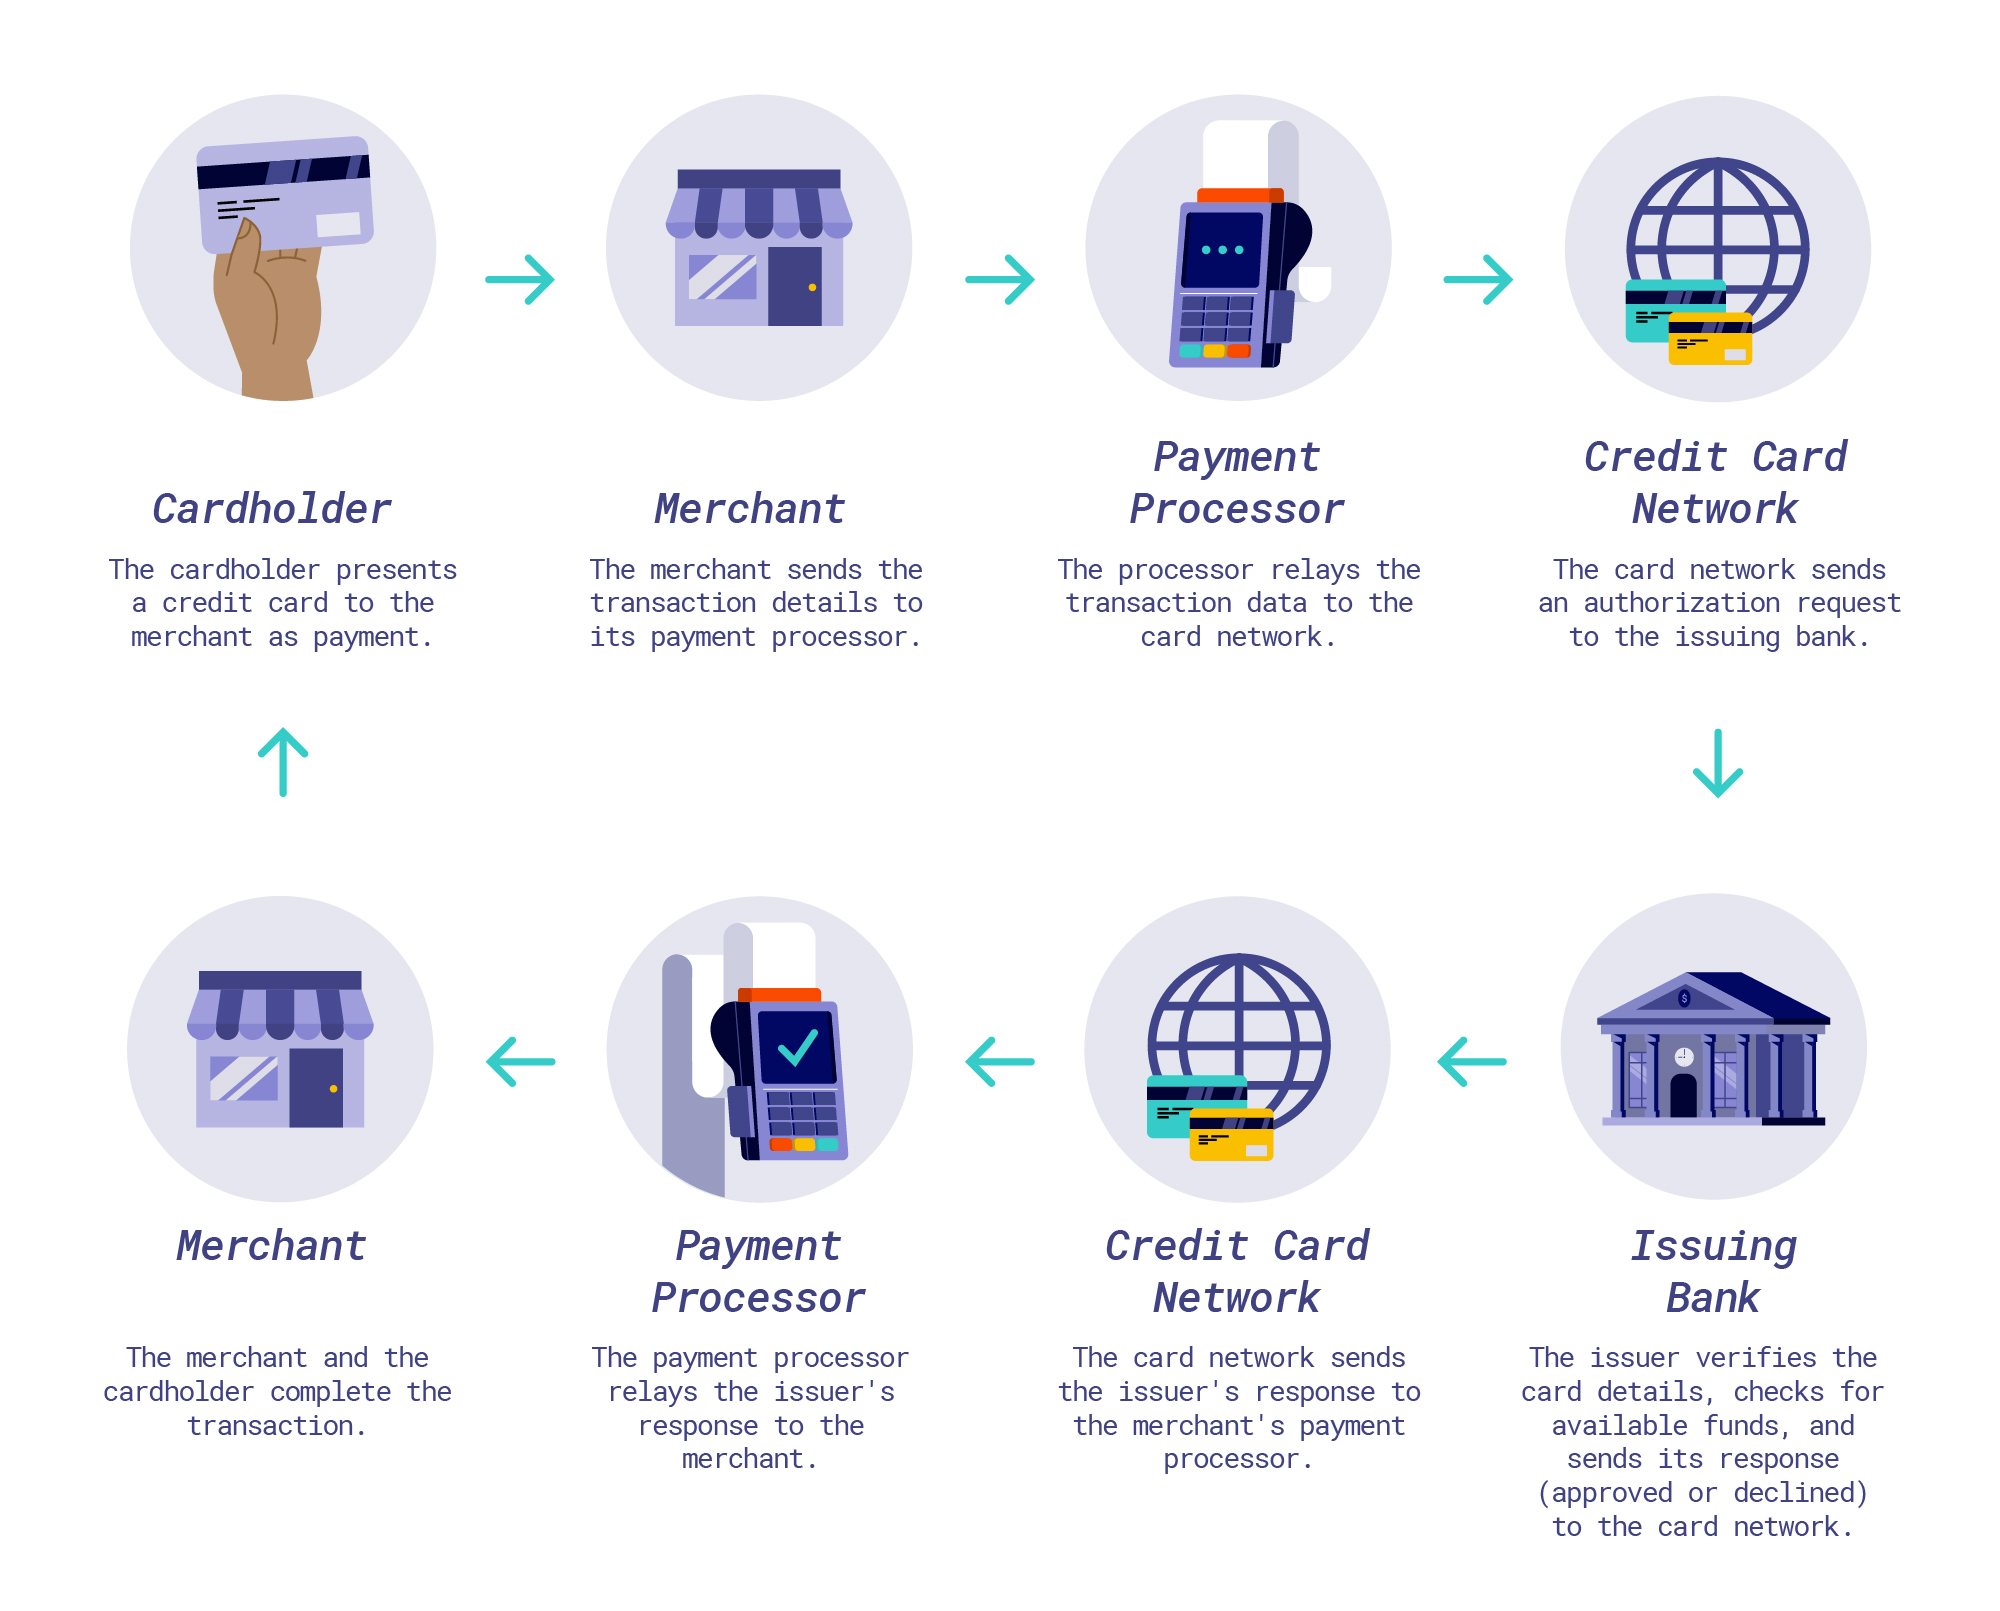 Cardholder
The cardholder presents
a credit card to the
merchant as payment.
Merchant
The merchant sends the
transaction details to
its payment processor.
Payment
Processor
The processor relays the
transaction data to the
card network.
Credit Card
Network
The card network sends
an authorization request
to the issuing bank.
$
Merchant
The merchant and the
cardholder complete the
transaction.
Payment
Processor
The payment processor
relays the issuer's
response to the
merchant.
Credit Card
Network
The card network sends
the issuer's response to
the merchant's payment
processor.
Issuing
Bank
The issuer verifies the
card details, checks for
available funds, and
sends its response
(approved or declined)
to the card network.